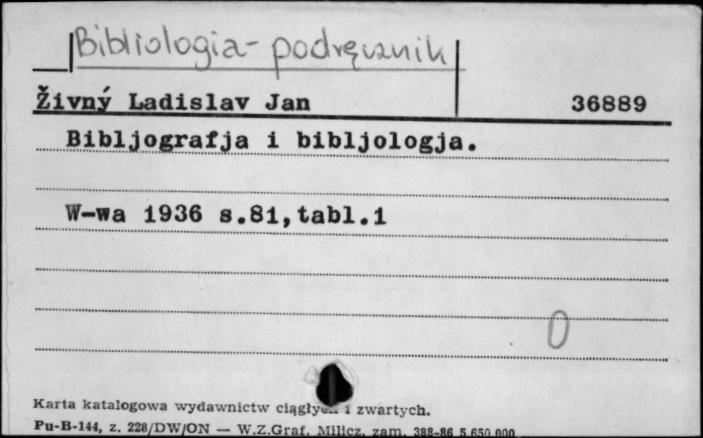 Bibliologia - podręcznik
Živný Ladislav Jan 36889
Bibljografja i bibljologja.
W-wa 1936 s.81,tabl.1
0
Karta katalogowa wydawnictw i zwartych.
Pu-B-144, z. 228/DW/ON — W.Z.Graf. Milicz, zam. 388-86 5.650.000